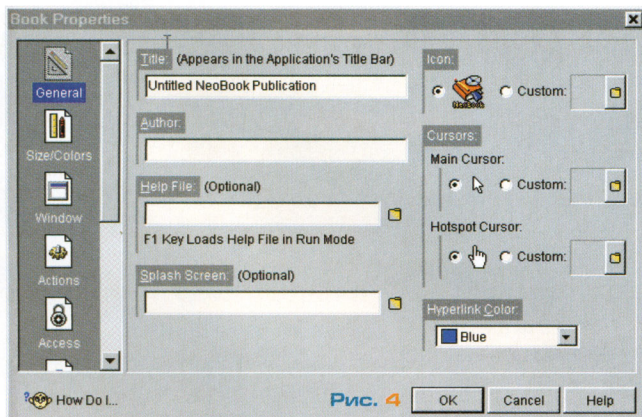 Book Properties
General
Size/Colors
Window
Actions
Access
How Do I...
Title: (Appears in the Application's Title Bar)
Untitled NeoBook Publication
Author:
Help File: (Optional)
F1 Key Loads Help File in Run Mode
Splash Screen: (Optional)
Icon:
NeoBook
Custom:
Cursors:
Main Cursor:
Custom:
Hotspot Cursor:
Custom:
Hyperlink Color:
Blue
Рис. 4
OK
Cancel
Help